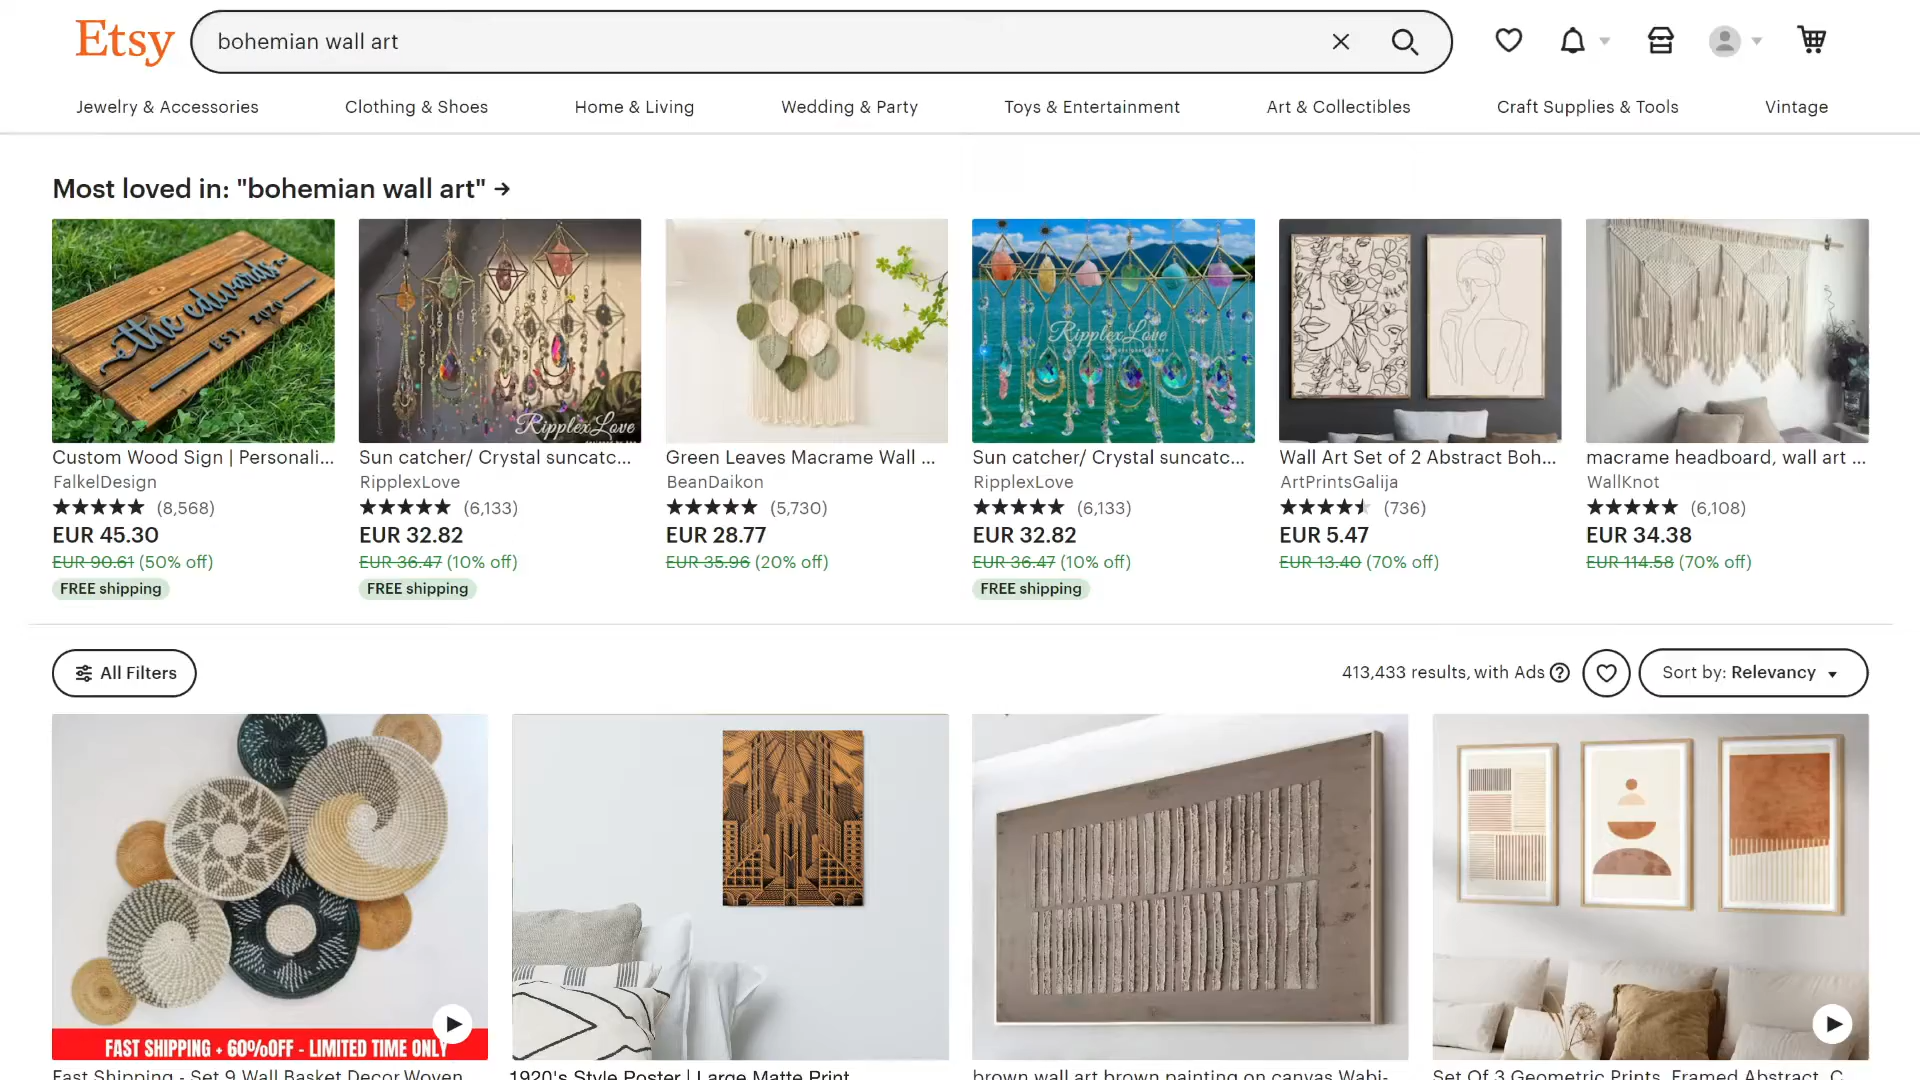 Etsy
bohemian wall art
Jewelry & Accessories
Clothing & Shoes
Home & Living
Wedding & Party
Toys & Entertainment
Art & Collectibles
Craft Supplies & Tools
Vintage
Most loved in: "bohemian wall art" →
the edwards
EST. 2020
RipplexLove
RipplexLove
Custom Wood Sign | Personali...
FalkelDesign
(8,568)
EUR 45.30
EUR 90.61 (50% off)
FREE shipping
Sun catcher/ Crystal suncatc...
RipplexLove
(6,133)
EUR 32.82
EUR 36.47 (10% off)
FREE shipping
Green Leaves Macrame Wall ...
BeanDaikon
(5,730)
EUR 28.77
EUR 35.96 (20% off)
Sun catcher/ Crystal suncatc...
RipplexLove
(6,133)
EUR 32.82
EUR 36.47 (10% off)
FREE shipping
Wall Art Set of 2 Abstract Boh...
ArtPrintsGalija
(736)
EUR 5.47
EUR 13.40 (70% off)
macrame headboard, wall art ...
WallKnot
(6,108)
EUR 34.38
EUR 114.58 (70% off)
All Filters
413,433 results, with Ads
Sort by: Relevancy
FAST SHIPPING + 60%OFF - LIMITED TIME ONLY
Fast Shipping - Set 9 Wall Basket Decor Woven
1920's Style Poster | Large Matte Print
brown wall art brown painting on canvas Wabi-
Set Of 3 Geometric Prints, Framed Abstract, C